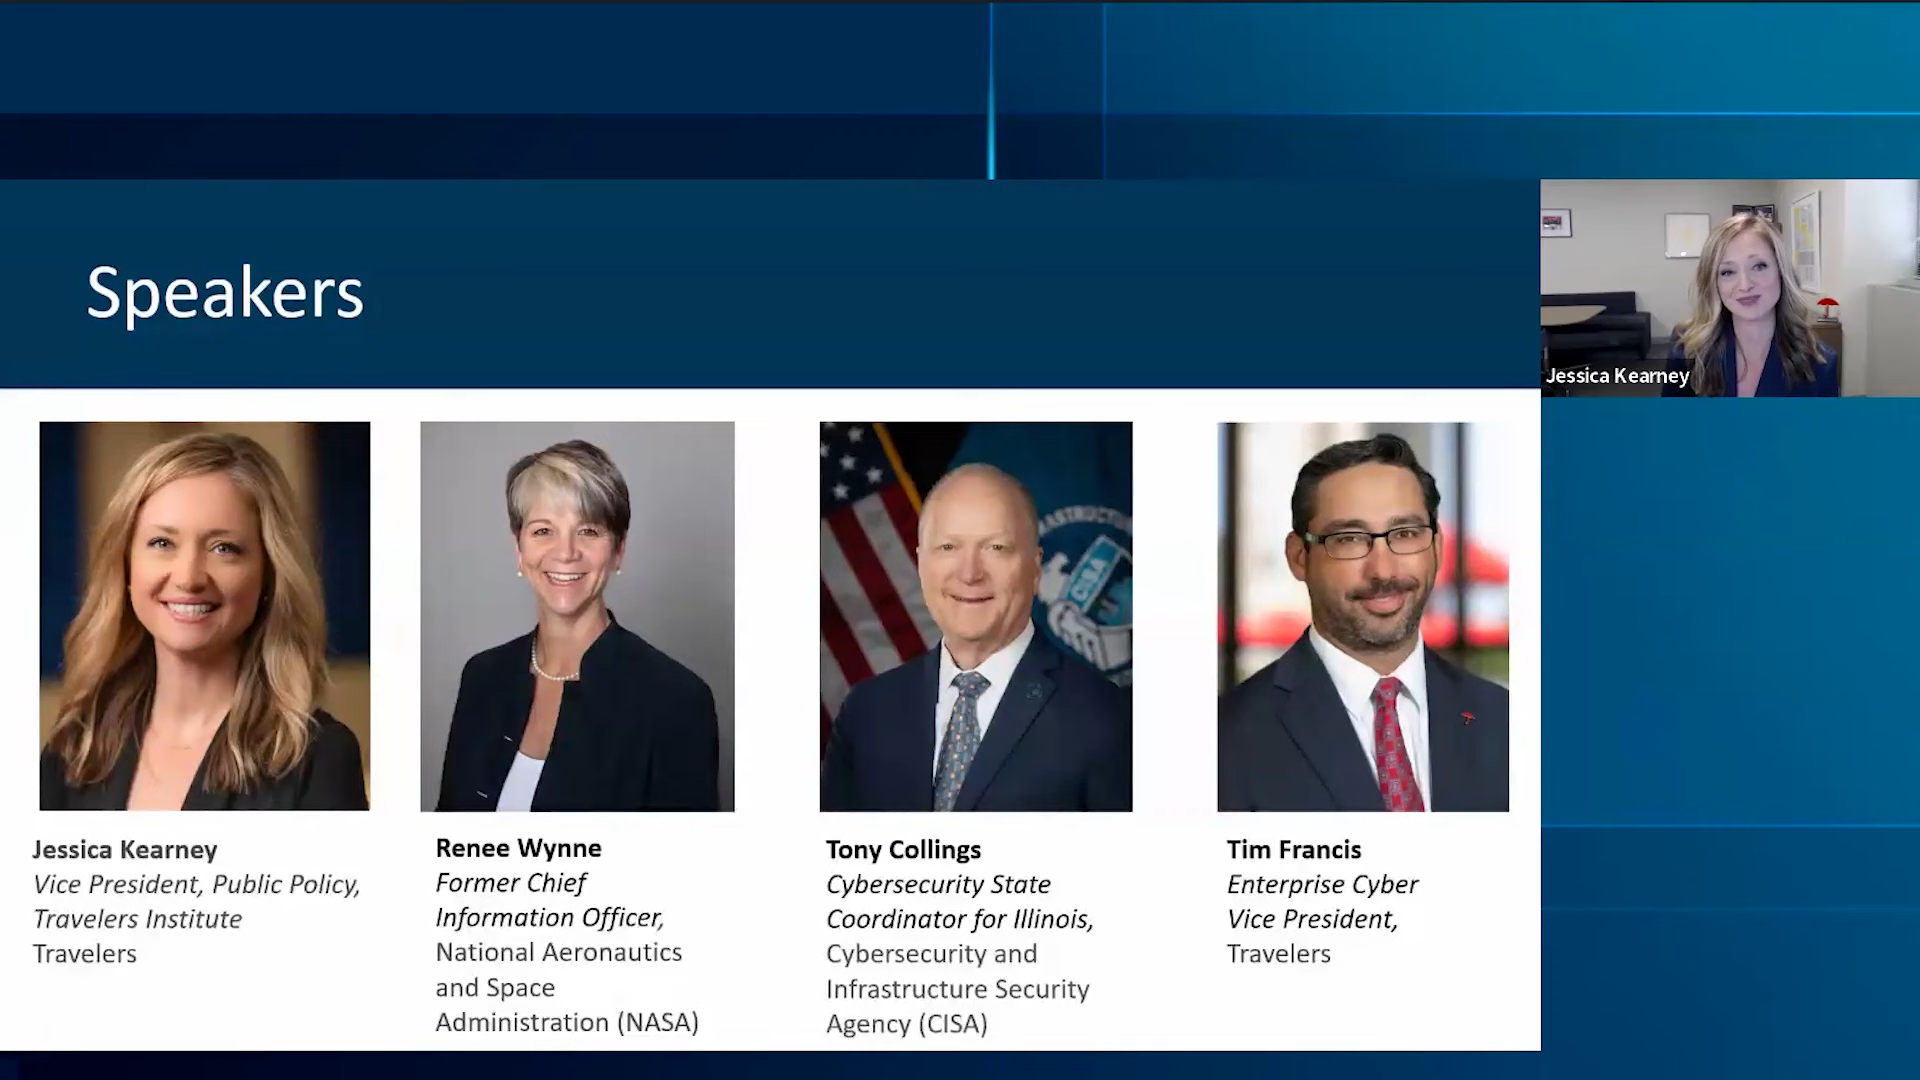 Speakers
Jessica Kearney
Jessica Kearney
Vice President, Public Policy,
Travelers Institute
Travelers
Renee Wynne
Former Chief
Information Officer,
National Aeronautics
and Space
Administration (NASA)
CISA
Tony Collings
Cybersecurity State
Coordinator for Illinois,
Cybersecurity and
Infrastructure Security
Agency (CISA)
Tim Francis
Enterprise Cyber
Vice President,
Travelers